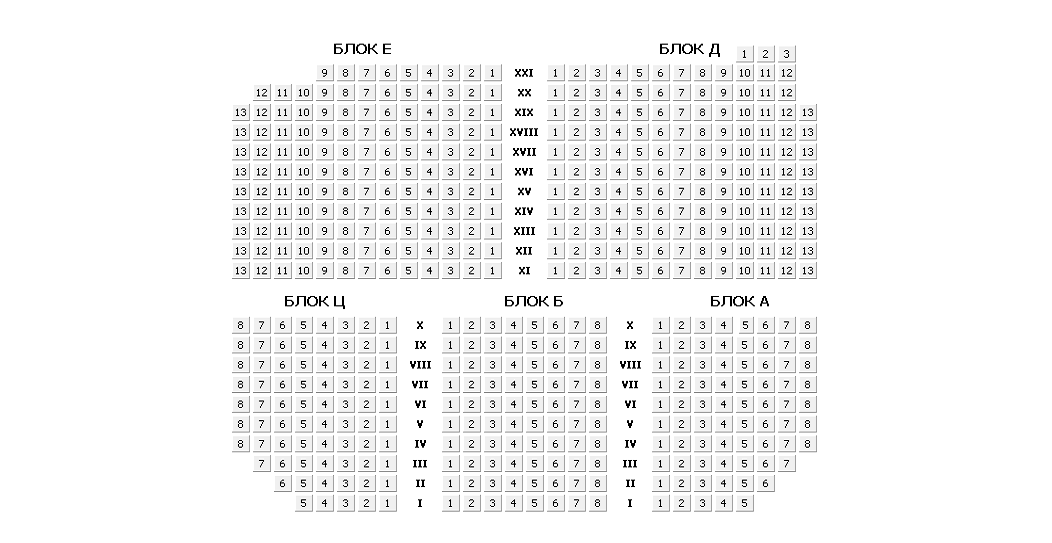 БЛОК Е БЛОК Д 1 2 3
9 8 7 6 5 4 3 2 1 XXI 1 2 3 4 5 6 7 8 9 10 11 12
12 11 10 9 8 7 6 5 4 3 2 1 XX 1 2 3 4 5 6 7 8 9 10 11 12
13 12 11 10 9 8 7 6 5 4 3 2 1 XIX 1 2 3 4 5 6 7 8 9 10 11 12 13
13 12 11 10 9 8 7 6 5 4 3 2 1 XVIII 1 2 3 4 5 6 7 8 9 10 11 12 13
13 12 11 10 9 8 7 6 5 4 3 2 1 XVII 1 2 3 4 5 6 7 8 9 10 11 12 13
13 12 11 10 9 8 7 6 5 4 3 2 1 XVI 1 2 3 4 5 6 7 8 9 10 11 12 13
13 12 11 10 9 8 7 6 5 4 3 2 1 XV 1 2 3 4 5 6 7 8 9 10 11 12 13
13 12 11 10 9 8 7 6 5 4 3 2 1 XIV 1 2 3 4 5 6 7 8 9 10 11 12 13
13 12 11 10 9 8 7 6 5 4 3 2 1 XIII 1 2 3 4 5 6 7 8 9 10 11 12 13
13 12 11 10 9 8 7 6 5 4 3 2 1 XII 1 2 3 4 5 6 7 8 9 10 11 12 13
13 12 11 10 9 8 7 6 5 4 3 2 1 XI 1 2 3 4 5 6 7 8 9 10 11 12 13
БЛОК Ц БЛОК Б БЛОК А
8 7 6 5 4 3 2 1 X 1 2 3 4 5 6 7 8 X 1 2 3 4 5 6 7 8
8 7 6 5 4 3 2 1 IX 1 2 3 4 5 6 7 8 IX 1 2 3 4 5 6 7 8
8 7 6 5 4 3 2 1 VIII 1 2 3 4 5 6 7 8 VIII 1 2 3 4 5 6 7 8
8 7 6 5 4 3 2 1 VII 1 2 3 4 5 6 7 8 VII 1 2 3 4 5 6 7 8
8 7 6 5 4 3 2 1 VI 1 2 3 4 5 6 7 8 VI 1 2 3 4 5 6 7 8
8 7 6 5 4 3 2 1 V 1 2 3 4 5 6 7 8 V 1 2 3 4 5 6 7 8
8 7 6 5 4 3 2 1 IV 1 2 3 4 5 6 7 8 IV 1 2 3 4 5 6 7 8
7 6 5 4 3 2 1 III 1 2 3 4 5 6 7 8 III 1 2 3 4 5 6 7
6 5 4 3 2 1 II 1 2 3 4 5 6 7 8 II 1 2 3 4 5 6
5 4 3 2 1 I 1 2 3 4 5 6 7 8 I 1 2 3 4 5